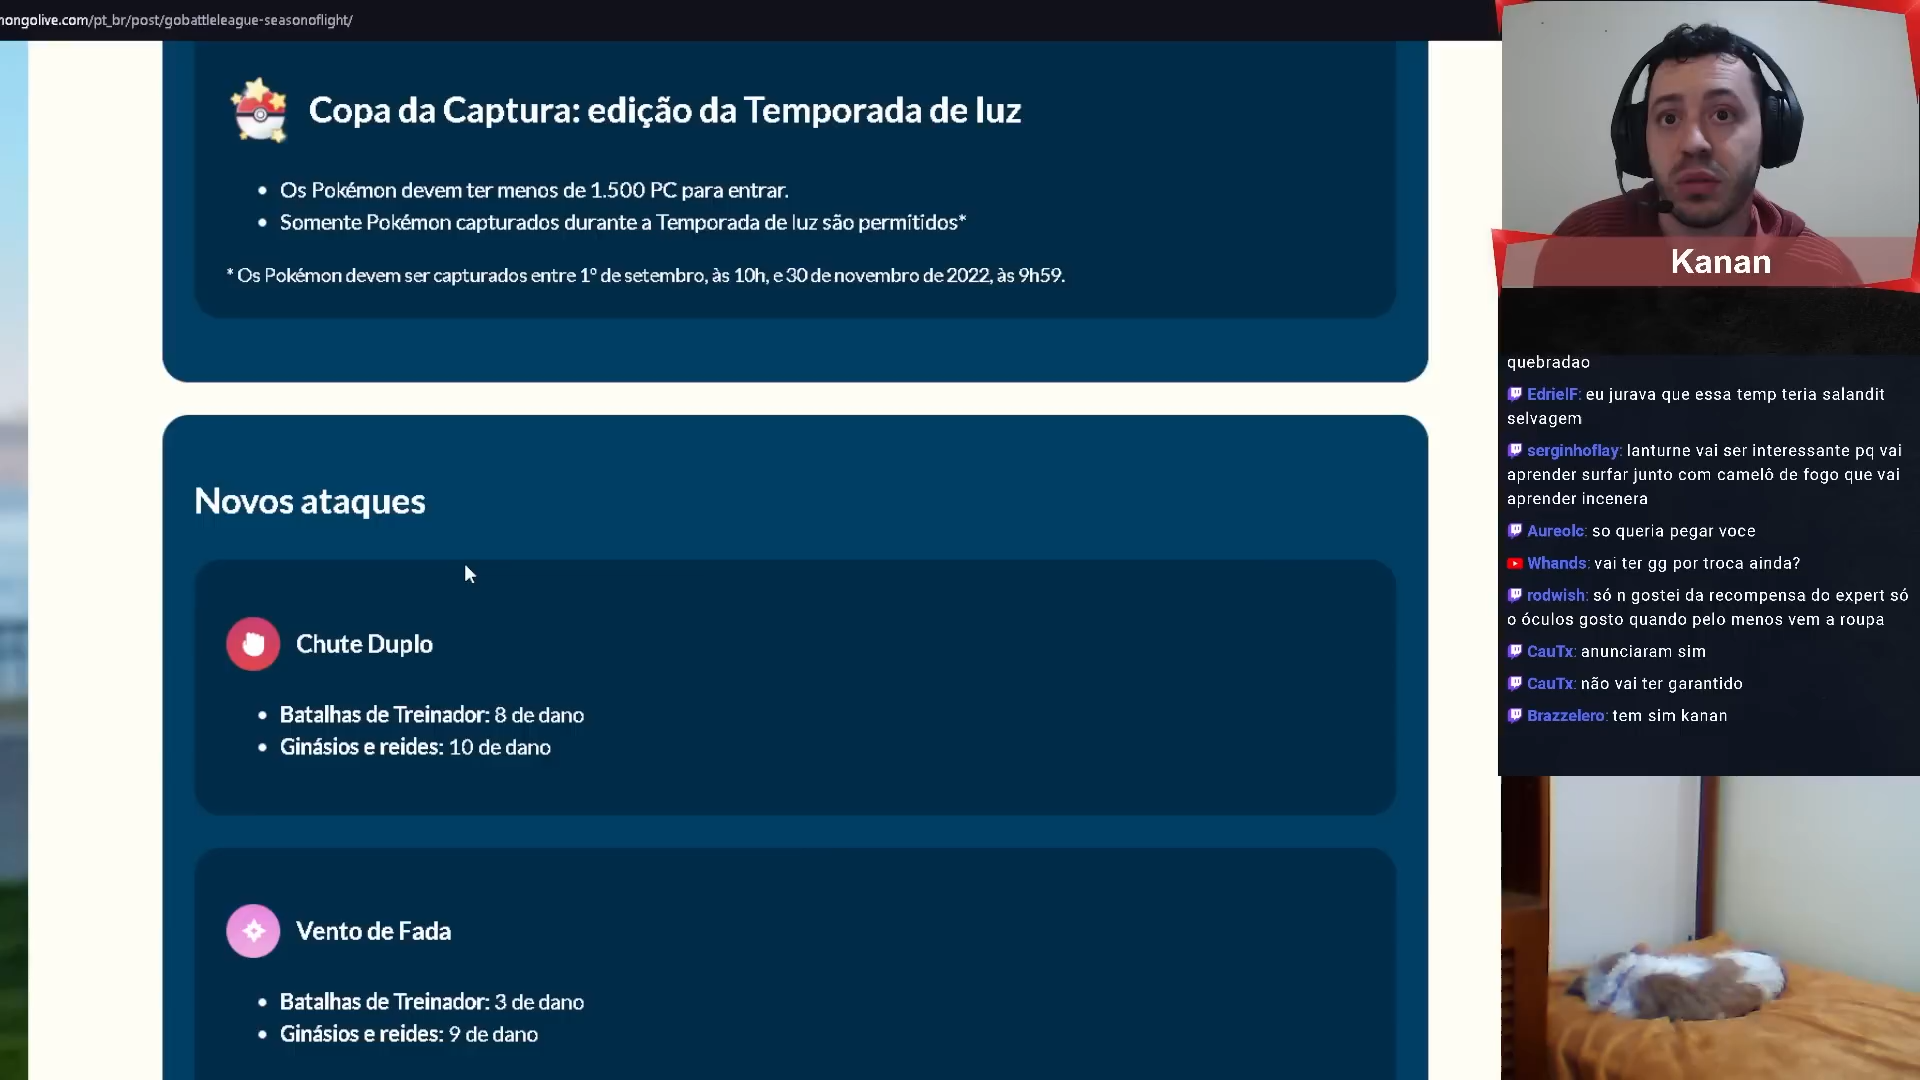 nongolive.com/pt_br/post/gobattleleague-seasonoflight/
Copa da Captura: edição da Temporada de luz
Os Pokémon devem ter menos de 1.500 PC para entrar.
Somente Pokémon capturados durante a Temporada de luz são permitidos*
* Os Pokémon devem ser capturados entre 1º de setembro, às 10h, e 30 de novembro de 2022, às 9h59.
Novos ataques
Chute Duplo
Batalhas de Treinador: 8 de dano
Ginásios e reides: 10 de dano
Vento de Fada
Batalhas de Treinador: 3 de dano
Ginásios e reides: 9 de dano
Kanan
quebradao
EdrielF: eu jurava que essa temp teria salandit
selvagem
serginhoflay: lanturne vai ser interessante pq vai
aprender surfar junto com camelô de fogo que vai
aprender incenera
Aureolc: so queria pegar voce
Whands: vai ter gg por troca ainda?
rodwish: só n gostei da recompensa do expert só
o óculos gosto quando pelo menos vem a roupa
CauTx: anunciaram sim
CauTx: não vai ter garantido
Brazzelero: tem sim kanan